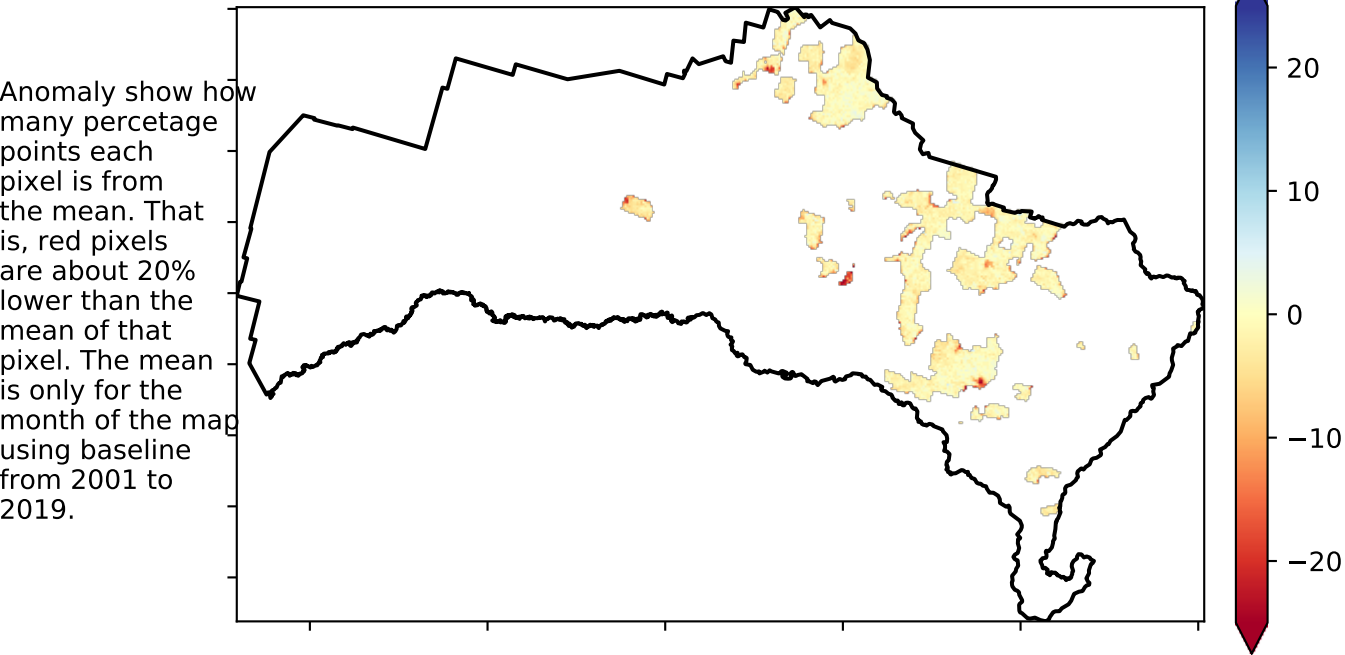 Anomaly show how
many percetage
points each
pixel is from
the mean. That
is, red pixels
are about 20%
lower than the
mean of that
pixel. The mean
is only for the
month of the map
using baseline
from 2001 to
2019.
20
10
0
−10
−20